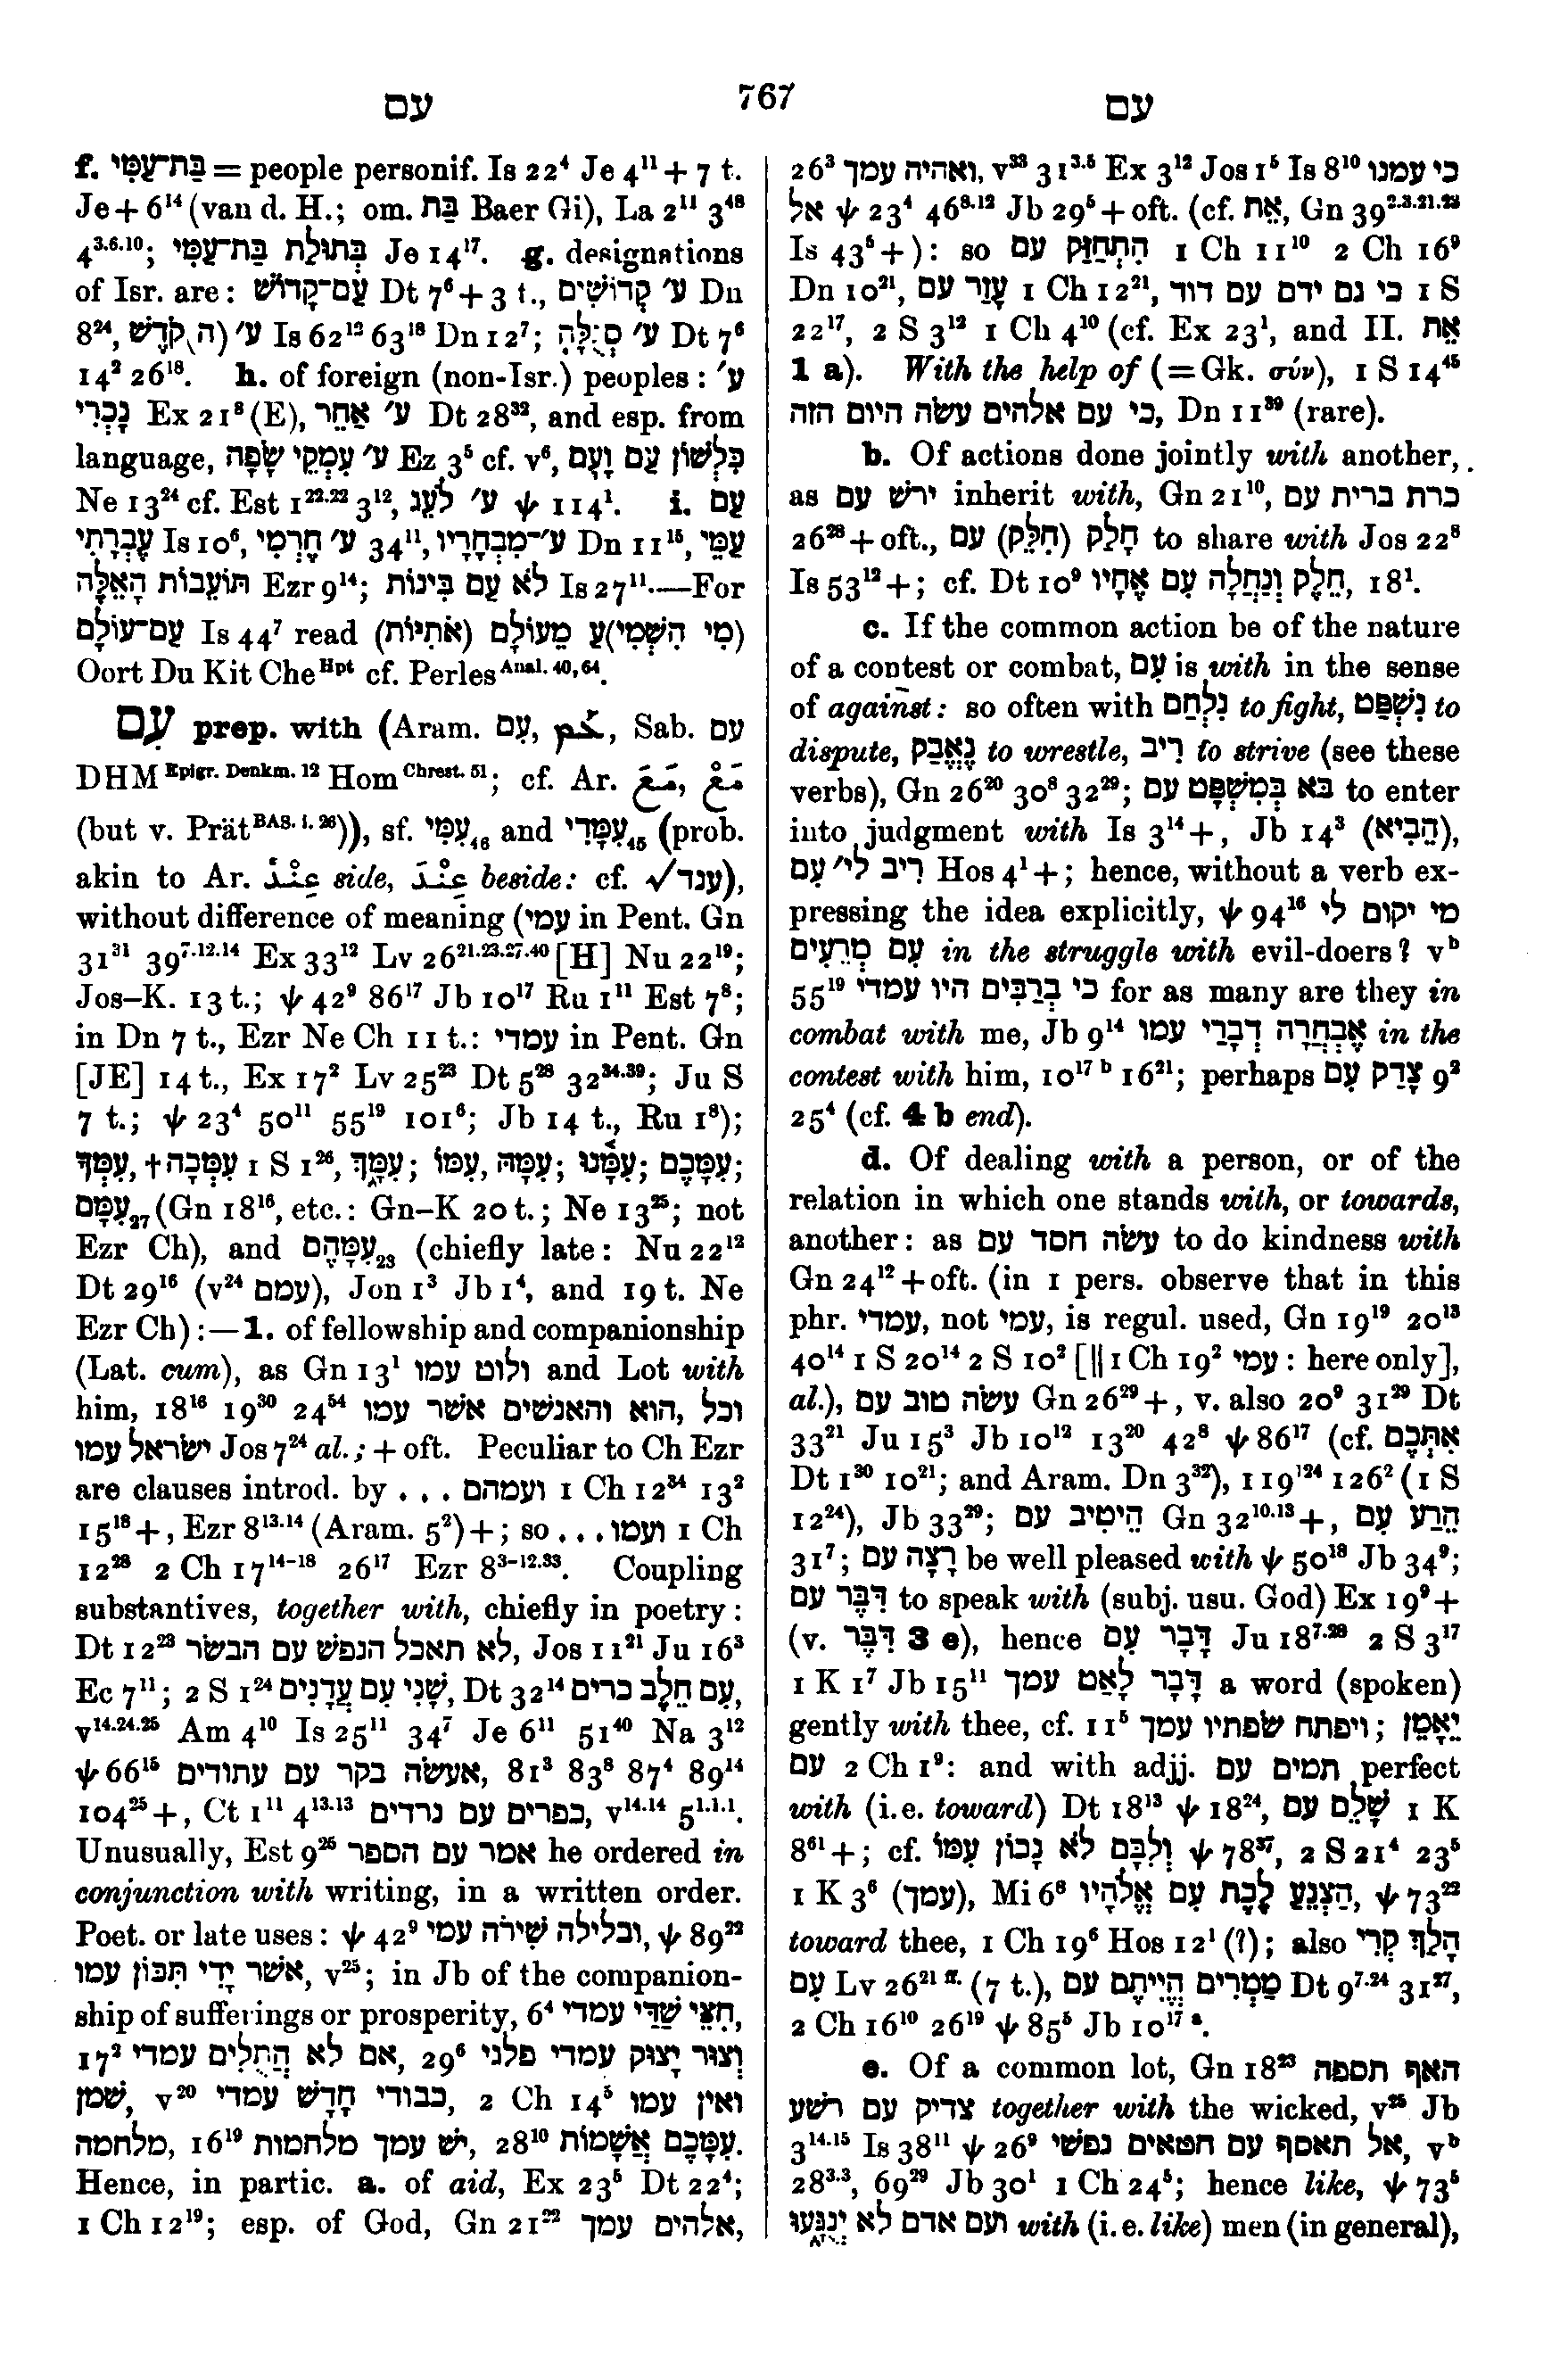 עם 767 עם
f. בַּת־עַמִּי = people personif. Is 22⁴ Je 4¹¹ + 7 t.
Je + 6¹⁴ (van d. H.; om. בַּת Baer Gi), La 2¹¹ 3⁴⁸
4³·⁶·¹⁰; בְּתוּלַת בַּת־עַמִּי Je 14¹⁷. g. designations
of Isr. are: עַם־קָדוֹשׁ Dt 7⁶ + 3 t., ע׳ קְדוֹשִׁים Dn
8²⁴, ע׳ (הַ)קֹּדֶשׁ Is 62¹² 63¹⁸ Dn 12⁷; ע׳ סְגֻלָּה Dt 7⁶
14² 26¹⁸. h. of foreign (non-Isr.) peoples: ע׳
נָכְרִי Ex 21⁸ (E), ע׳ אַחֵר Dt 28³², and esp. from
language, ע׳ עִמְקֵי שָׂפָה Ez 3⁵ cf. v⁶, כִּלְשׁוֹן עַם וָעָם
Ne 13²⁴ cf. Est 1²²·²² 3¹², ע׳ לֹעֵז ψ 114¹. i. עַם
עֶבְרָתִי Is 10⁶, ע׳ חֶרְמִי 34¹¹, ע׳־מִבְחָרָיו Dn 11¹⁵, עַמֵּי
תּוֹעֵבוֹת הָאֵלֶּה Ezr 9¹⁴; לֹא עַם בִּינוֹת Is 27¹¹.—For
עַם־עוֹלָם Is 44⁷ read (מִי הִשְׁמִי)עַ מֵעוֹלָם (אֹתִיּוֹת)
Oort Du Kit Che ᴴᵖᵗ cf. Perles ᴬⁿᵃˡ· ⁴⁰, ⁶⁴.
עִם prep. with (Aram. עִם, ܥܡ, Sab. עם
DHM Epigr. Denkm. 12 Hom Chrest. 51; cf. Ar. مَعَ, مَعْ
(but v. Prät BAS. i. 26)), sf. עִמִּי₄₆ and עִמָּדִי₄₅ (prob.
akin to Ar. عِنْدٌ side, عِنْدَ beside: cf. √ענד),
without difference of meaning (עמי in Pent. Gn
31³¹ 39⁷·¹²·¹⁴ Ex 33¹² Lv 26²¹·²³·²⁷·⁴⁰ [H] Nu 22¹⁹;
Jos–K. 13 t.; ψ 42⁹ 86¹⁷ Jb 10¹⁷ Ru 1¹¹ Est 7⁸;
in Dn 7 t., Ezr Ne Ch 11 t.: עמדי in Pent. Gn
[JE] 14 t., Ex 17² Lv 25²³ Dt 5²⁸ 32³⁴·³⁹; Ju S
7 t.; ψ 23⁴ 50¹¹ 55¹⁹ 101⁶; Jb 14 t., Ru 1⁸);
עִמְּךָ, †עִמְּכָה 1 S 1²⁶, עִמָּךְ; עִמּוֹ, עִמָּהּ; עִמָּנוּ; עִמָּכֶם;
עִמָּם₂₇ (Gn 18¹⁶, etc.: Gn–K 20 t.; Ne 13²⁵; not
Ezr Ch), and עִמָּהֶם₂₃ (chiefly late: Nu 22¹²
Dt 29¹⁶ (v²⁴ עמם), Jon 1³ Jb 1⁴, and 19 t. Ne
Ezr Ch):—1. of fellowship and companionship
(Lat. cum), as Gn 13¹ ולוט עמו and Lot with
him, 18¹⁶ 19³⁰ 24⁵⁴ הוא והאנשים אשר עמו, וכל
ישראל עמו Jos 7²⁴ al.; + oft. Peculiar to Ch Ezr
are clauses introd. by . . . ועמהם 1 Ch 12³⁴ 13²
15¹⁸ +, Ezr 8¹³·¹⁴ (Aram. 5²) +; so . . . ועמו 1 Ch
12²⁸ 2 Ch 17¹⁴⁻¹⁸ 26¹⁷ Ezr 8³⁻¹²·³³. Coupling
substantives, together with, chiefly in poetry:
Dt 12²³ לא תאכל הנפש עם הבשר, Jos 11²¹ Ju 16³
Ec 7¹¹; 2 S 1²⁴ שָׁנִי עִם עֲדָנִים, Dt 32¹⁴ עִם חֵלֶב כרים,
v¹⁴·²⁴·²⁵ Am 4¹⁰ Is 25¹¹ 34⁷ Je 6¹¹ 51⁴⁰ Na 3¹²
ψ 66¹⁵ אעשׂה בקר עם עתודים, 81³ 83⁸ 87⁴ 89¹⁴
104²⁵ +, Ct 1¹¹ 4¹³·¹³ כפרים עם נרדים, v¹⁴·¹⁴ 5¹·¹·¹.
Unusually, Est 9²⁵ אמר עם הספר he ordered in
conjunction with writing, in a written order.
Poet. or late uses: ψ 42⁹ ובלילה שִׁירֹה עמי, ψ 89²²
אשׁר יָדִי תִּכּוֹן עמו, v²⁵; in Jb of the companion-
ship of sufferings or prosperity, 6⁴ חִצֵּי שַׁדַּי עמדי,
17² אם לא הֲתֻלִים עמדי, 29⁶ וְצוּר יָצוּק עמדי פלגי
שׁמן, v²⁰ כבודי חָדָשׁ עמדי, 2 Ch 14⁵ ואין עמו
מלחמה, 16¹⁹ ישׁ עמך מלחמות, 28¹⁰ עִמָּכֶם אֲשָׁמוֹת.
Hence, in partic. a. of aid, Ex 23⁵ Dt 22⁴;
1 Ch 12¹⁹; esp. of God, Gn 21²² אלהים עמך,
26³ ואהיה עמך, v³³ 31³·⁵ Ex 3¹² Jos 1⁵ Is 8¹⁰ כי עמנו
אל ψ 23⁴ 46⁸·¹² Jb 29⁵ + oft. (cf. אֵת, Gn 39²·³·²¹·²³
Is 43⁵ +): so הִתְחַזֵּק עם 1 Ch 11¹⁰ 2 Ch 16⁹
Dn 10²¹, עָזַר עם 1 Ch 12²¹, כי גם ידם עם דוד 1 S
22¹⁷, 2 S 3¹² 1 Ch 4¹⁰ (cf. Ex 23¹, and II. אֵת
1 a). With the help of (= Gk. σύν), 1 S 14⁴⁵
כי עם אלהים עשׂה היום הזה, Dn 11³⁹ (rare).
b. Of actions done jointly with another,
as ירשׁ עם inherit with, Gn 21¹⁰, כרת ברית עם
26²⁸ + oft., חָלַק (חִלֵּק) עם to share with Jos 22⁸
Is 53¹² +; cf. Dt 10⁹ חֵלֶק וְנַחֲלָה עִם אֶחָיו, 18¹.
c. If the common action be of the nature
of a contest or combat, עִם is with in the sense
of against: so often with נִלְחַם to fight, נִשְׁפַּט to
dispute, נֶאֱבַק to wrestle, רִיב to strive (see these
verbs), Gn 26²⁰ 30⁸ 32²⁹; בּא בְּמִשְׁפָּט עם to enter
into judgment with Is 3¹⁴ +, Jb 14³ (הֵבִיא),
רִיב לי׳ עִם Hos 4¹ +; hence, without a verb ex-
pressing the idea explicitly, ψ 94¹⁶ מי יקום לי
עִם מְרֵעִים in the struggle with evil-doers? vᵇ
55¹⁹ כי בְרַבִּים היו עמדי for as many are they in
combat with me, Jb 9¹⁴ אֶבְחֲרָה דְבָרַי עמו in the
contest with him, 10¹⁷ ᵇ 16²¹; perhaps צָדַק עִם 9²
25⁴ (cf. 4 b end).
d. Of dealing with a person, or of the
relation in which one stands with, or towards,
another: as עשׂה חסד עם to do kindness with
Gn 24¹² + oft. (in 1 pers. observe that in this
phr. עמדי, not עמי, is regul. used, Gn 19¹⁹ 20¹³
40¹⁴ 1 S 20¹⁴ 2 S 10² [|| 1 Ch 19² עמי: here only],
al.), עשׂה טוב עם Gn 26²⁹ +, v. also 20⁹ 31²⁹ Dt
33²¹ Ju 15³ Jb 10¹² 13²⁰ 42⁸ ψ 86¹⁷ (cf. אִתְּכֶם
Dt 1³⁰ 10²¹; and Aram. Dn 3³²), 119¹²⁴ 126² (1 S
12²⁴), Jb 33²⁹; הֵיטִיב עם Gn 32¹⁰·¹³ +, הֵרַע עִם
31⁷; רָצָה עם be well pleased with ψ 50¹⁸ Jb 34⁹;
דִּבֶּר עם to speak with (subj. usu. God) Ex 19⁹ +
(v. דִּבֶּר 3 e), hence דָּבָר עִם Ju 18⁷·²⁸ 2 S 3¹⁷
1 K 1⁷ Jb 15¹¹ דָּבָר לָאַט עמך a word (spoken)
gently with thee, cf. 11⁵ ויפתח שׂפתיו עמך; יֵאָמֵן
עם 2 Ch 1⁹: and with adjj. תמים עם perfect
with (i.e. toward) Dt 18¹³ ψ 18²⁴, שָׁלֵם עם 1 K
8⁶¹ +; cf. וְלִבָּם לֹא נָכוֹן עִמּוֹ ψ 78³⁷, 2 S 21⁴ 23⁵
1 K 3⁶ (עמך), Mi 6⁸ הַצְנֵעַ לֶכֶת עִם אֱלֹהָיו, ψ 73²²
toward thee, 1 Ch 19⁶ Hos 12¹ (?); also הָלַךְ קְרִי
עִם Lv 26²¹ ᶠᶠ· (7 t.), מַמְרִים הֱיִיתֶם עם Dt 9⁷·²⁴ 31²⁷,
2 Ch 16¹⁰ 26¹⁹ ψ 85⁵ Jb 10¹⁷ ᵃ.
e. Of a common lot, Gn 18²³ האף תספה
צדיק עם רשׁע together with the wicked, v²⁵ Jb
3¹⁴·¹⁵ Is 38¹¹ ψ 26⁹ אל תאסף עם חטאים נפשׁי, vᵇ
28³·³, 69²⁹ Jb 30¹ 1 Ch 24⁵; hence like, ψ 73⁵
ועם אדם לא יְנֻגָּעוּ with (i.e. like) men (in general),